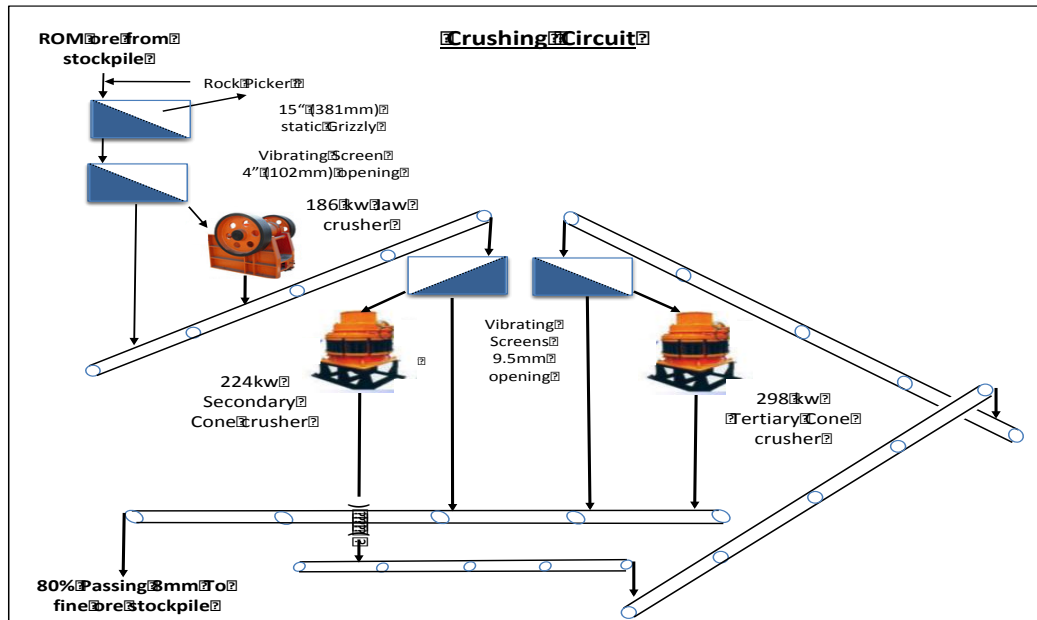 Crushing Circuit
ROM ore from
stockpile
Rock Picker
15" (381mm)
static Grizzly
Vibrating Screen
4" (102mm) opening
186 kw Jaw
crusher
Vibrating
Screens
9.5mm
opening
224kw
Secondary
Cone crusher
298 kw
Tertiary Cone
crusher
80% Passing 8mm To
fine ore stockpile